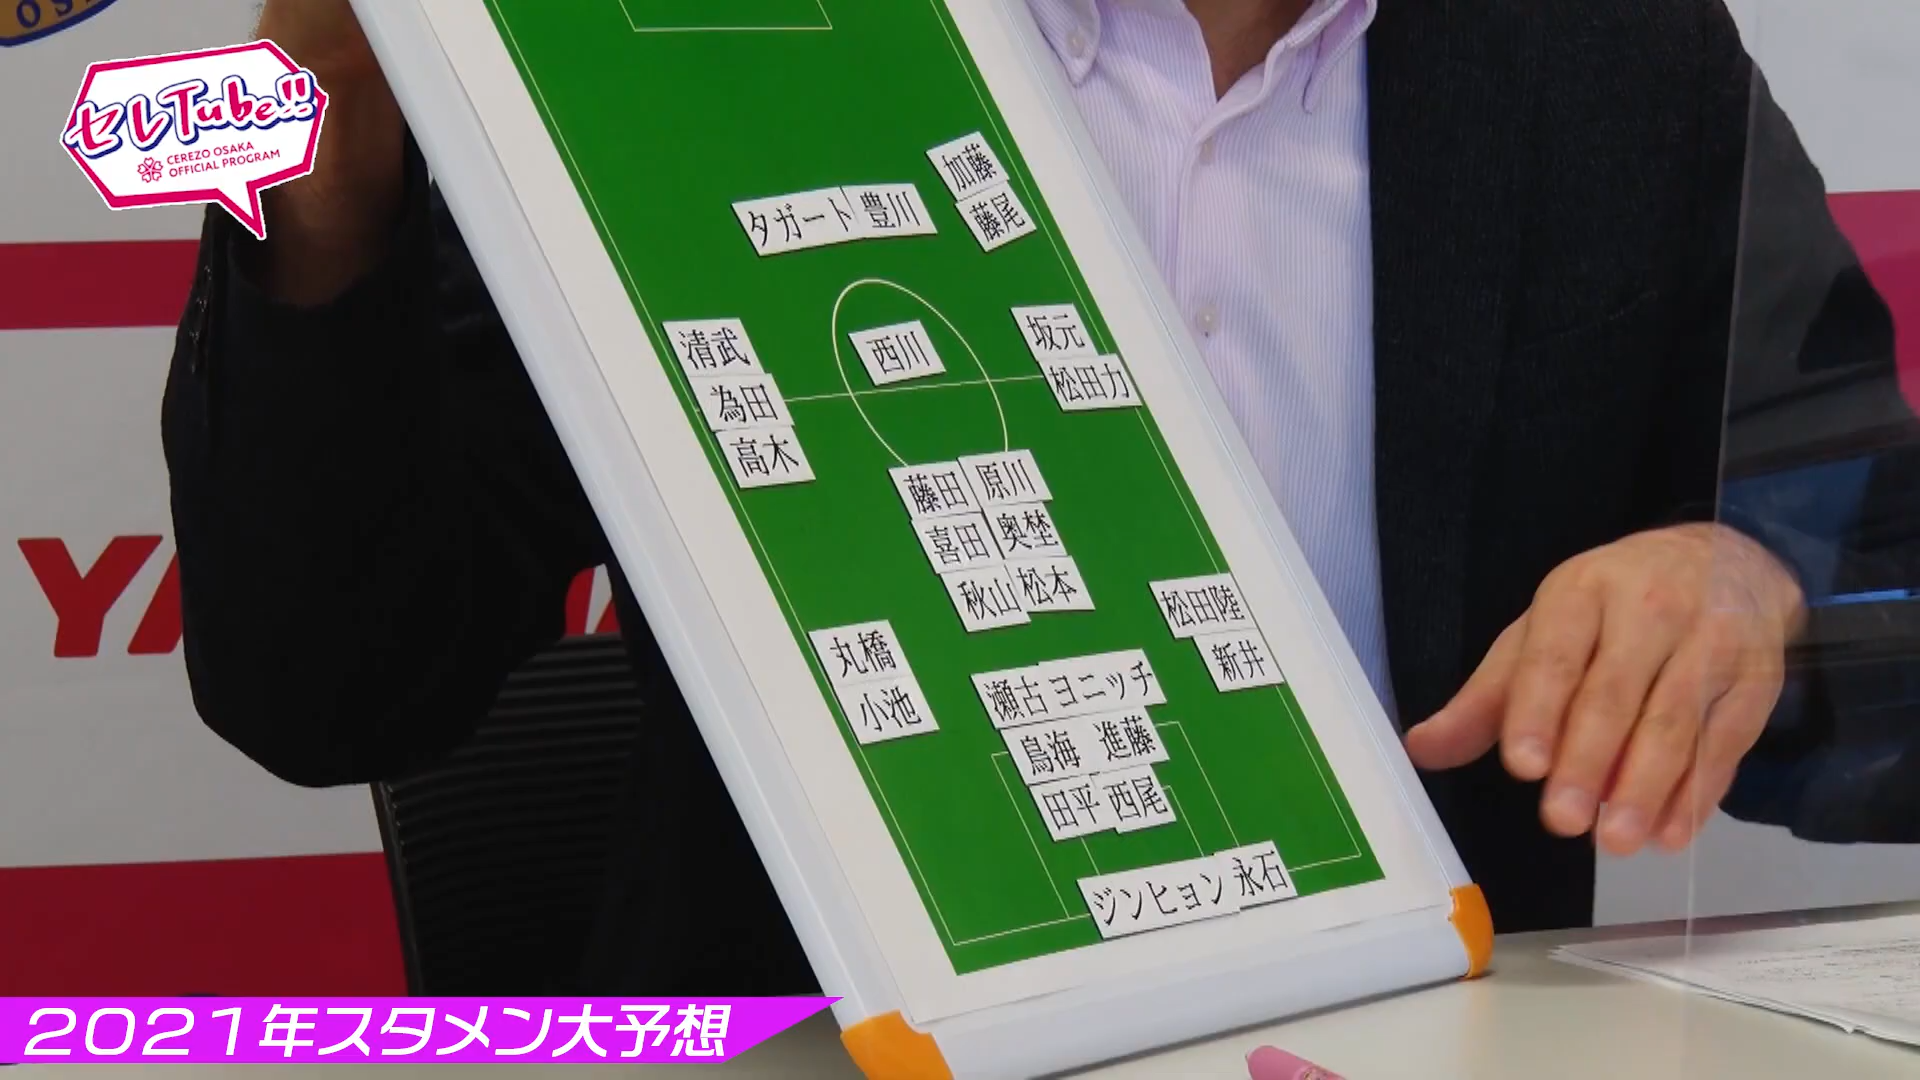 セレTube!!
CEREZO OSAKA
OFFICIAL PROGRAM
加藤
藤尾
タガート 豊川
清武
為田
高木
西川
坂元
松田力
藤田 原川
喜田 奥埜
秋山 松本
丸橋
小池
松田陸
新井
瀬古 ヨニッチ
鳥海 進藤
田平 西尾
ジンヒョン 永石
2021年スタメン大予想